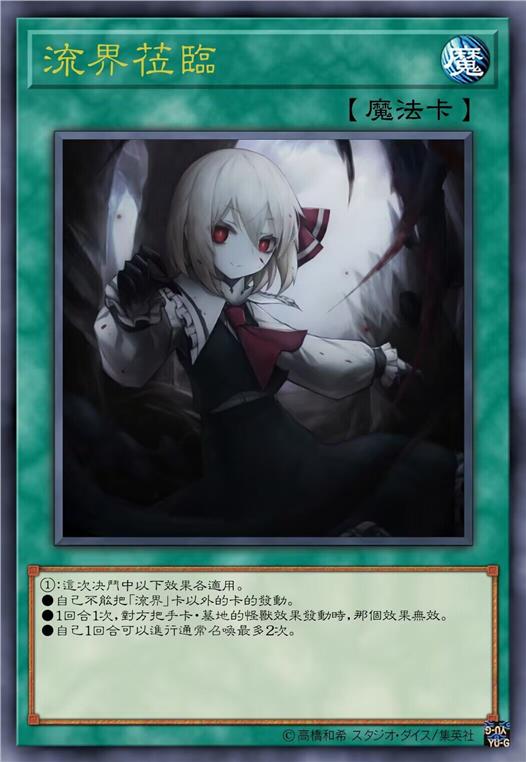 流界莅臨
魔
【魔法卡】
①:這次決鬥中以下效果各適用。
●自己不能把「流界」卡以外的卡的發動。
●1回合1次,對方把手卡·墓地的怪獸效果發動時,那個效果無效。
●自己1回合可以進行通常召喚最多2次。
©高橋和希 スタジオ・ダイス/集英社
YU-G
YU-G